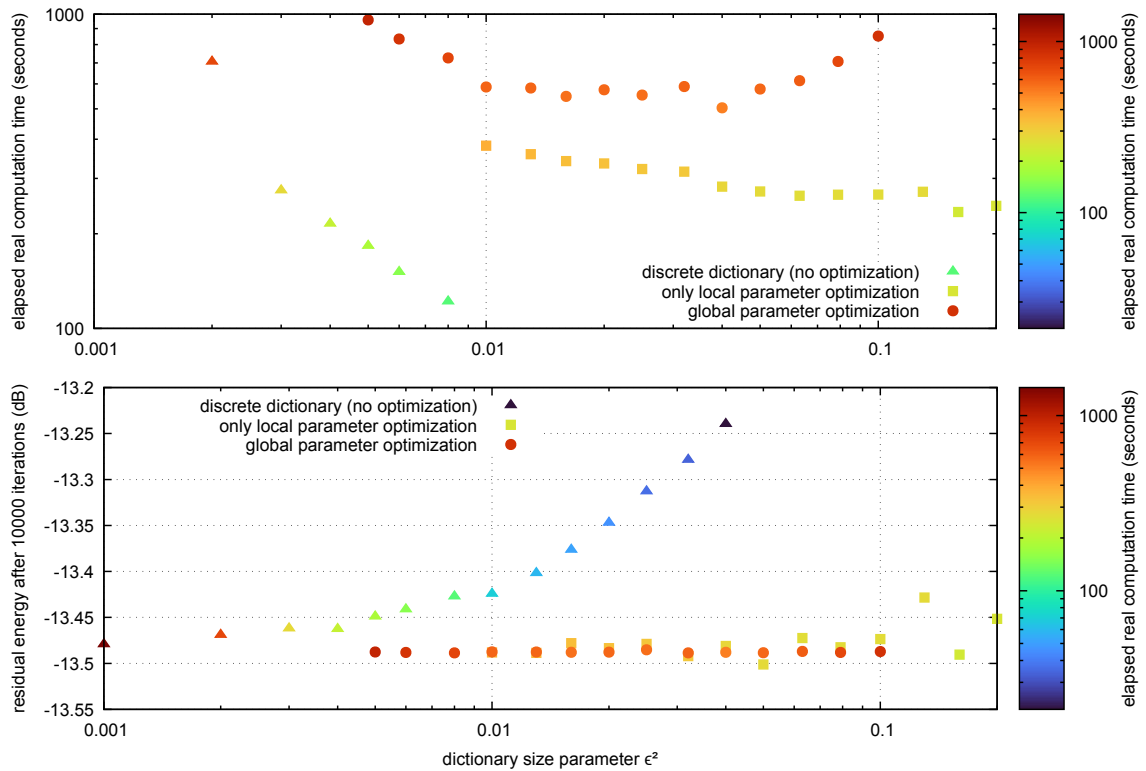 elapsed real computation time (seconds)
1000
100
0.001
0.01
0.1
discrete dictionary (no optimization)
only local parameter optimization
global parameter optimization
1000
100
elapsed real computation time (seconds)
residual energy after 10000 iterations (dB)
-13.2
-13.25
-13.3
-13.35
-13.4
-13.45
-13.5
-13.55
0.001
0.01
0.1
discrete dictionary (no optimization)
only local parameter optimization
global parameter optimization
dictionary size parameter ϵ²
1000
100
elapsed real computation time (seconds)